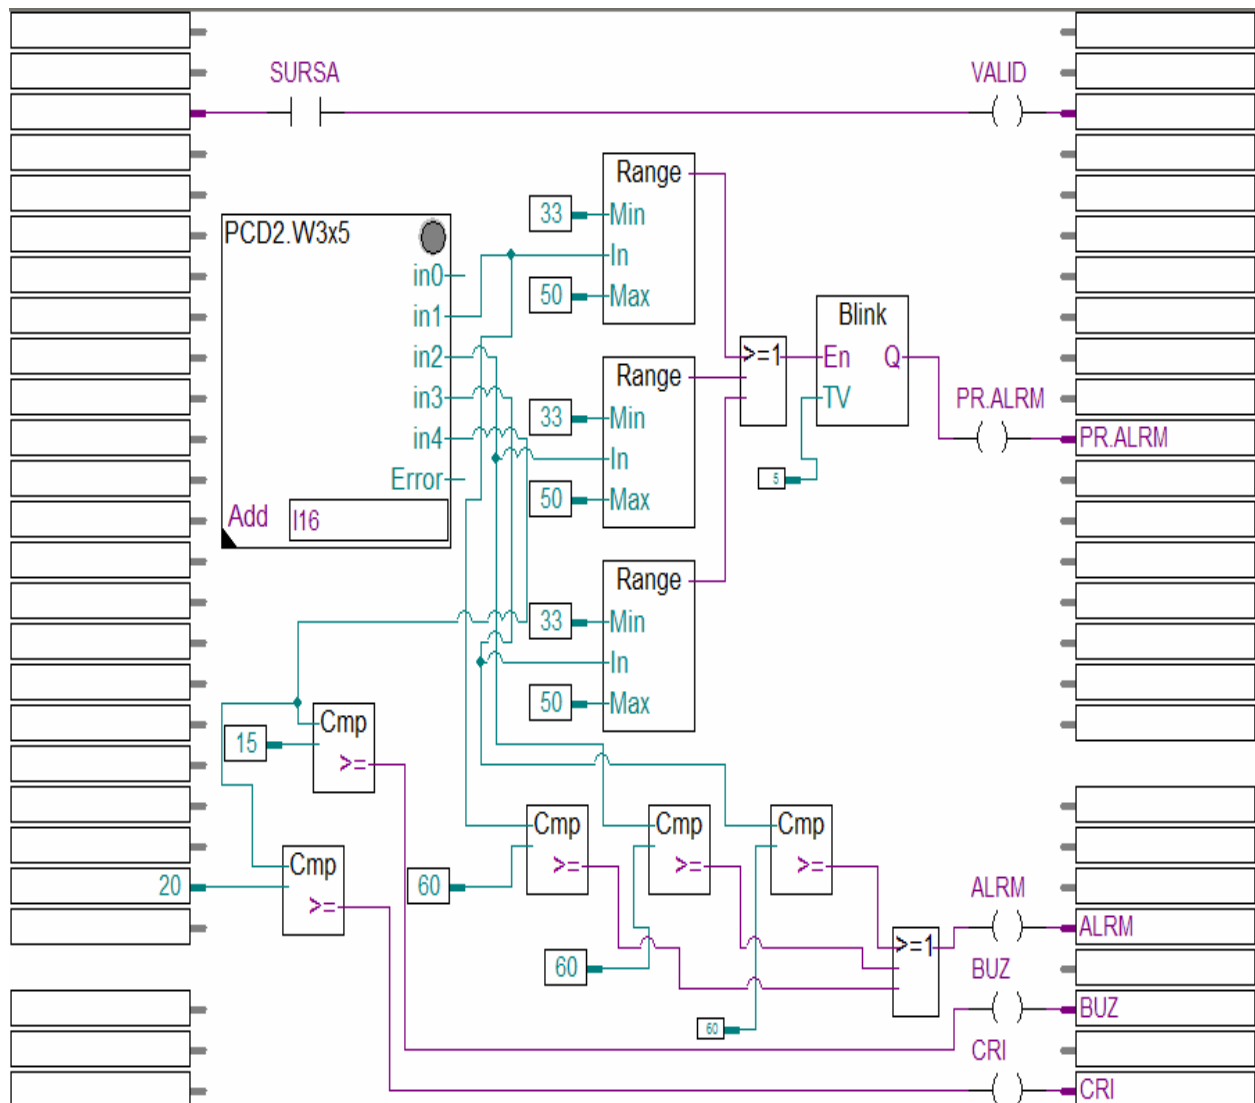 SURSA
VALID
Range
33
Min
In
50
Max
PCD2.W3x5
in0
in1
in2
in3
in4
Error
Add
I16
Blink
>=1
En
Q
TV
5
Range
33
Min
In
50
Max
PR.ALRM
PR.ALRM
Range
33
Min
In
50
Max
Cmp
15
>=
Cmp
20
>=
Cmp
60
>=
Cmp
60
>=
Cmp
60
>=
>=1
ALRM
ALRM
BUZ
BUZ
CRI
CRI